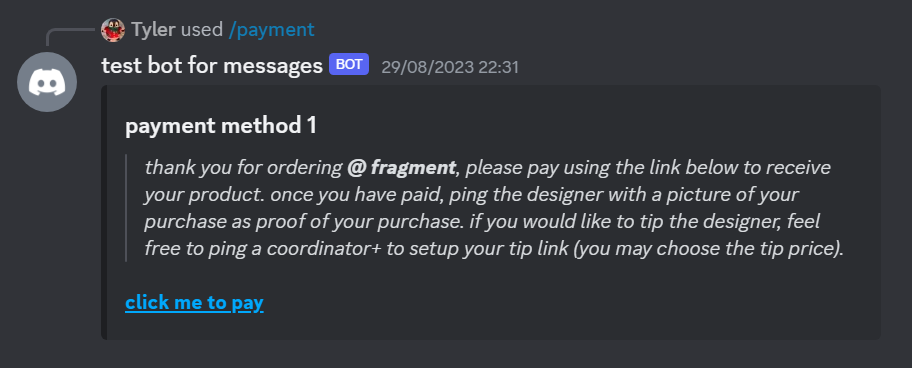 Tyler used /payment
test bot for messages BOT 29/08/2023 22:31
payment method 1
thank you for ordering @ fragment, please pay using the link below to receive
your product. once you have paid, ping the designer with a picture of your
purchase as proof of your purchase. if you would like to tip the designer, feel
free to ping a coordinator+ to setup your tip link (you may choose the tip price).
click me to pay